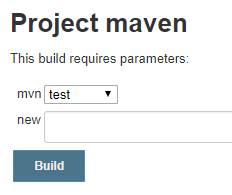 Project maven
This build requires parameters:
mvn test
new
Build